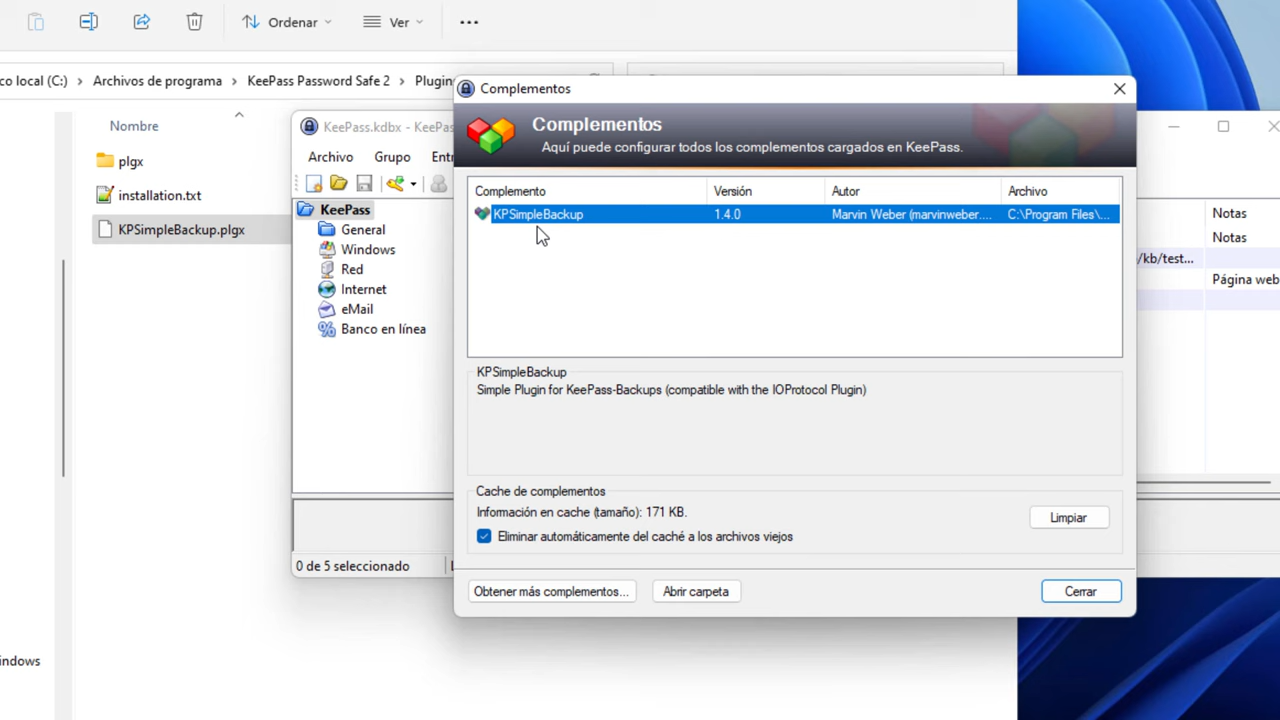 Ordenar
Ver
co local (C:) Archivos de programa KeePass Password Safe 2 Plugin
Nombre
plgx
installation.txt
KPSimpleBackup.plgx
indows
KeePass.kdbx - KeePa
Archivo Grupo Entr
KeePass
General
Windows
Red
Internet
eMail
Banco en línea
0 de 5 seleccionado
Complementos
Complementos
Aquí puede configurar todos los complementos cargados en KeePass.
Complemento Versión Autor Archivo
KPSimpleBackup 1.4.0 Marvin Weber (marvinweber.... C:\Program Files\...
KPSimpleBackup
Simple Plugin for KeePass-Backups (compatible with the IOProtocol Plugin)
Cache de complementos
Información en cache (tamaño): 171 KB.
Limpiar
Eliminar automáticamente del caché a los archivos viejos
Obtener más complementos... Abrir carpeta Cerrar
Notas
Notas
/kb/test...
Página web